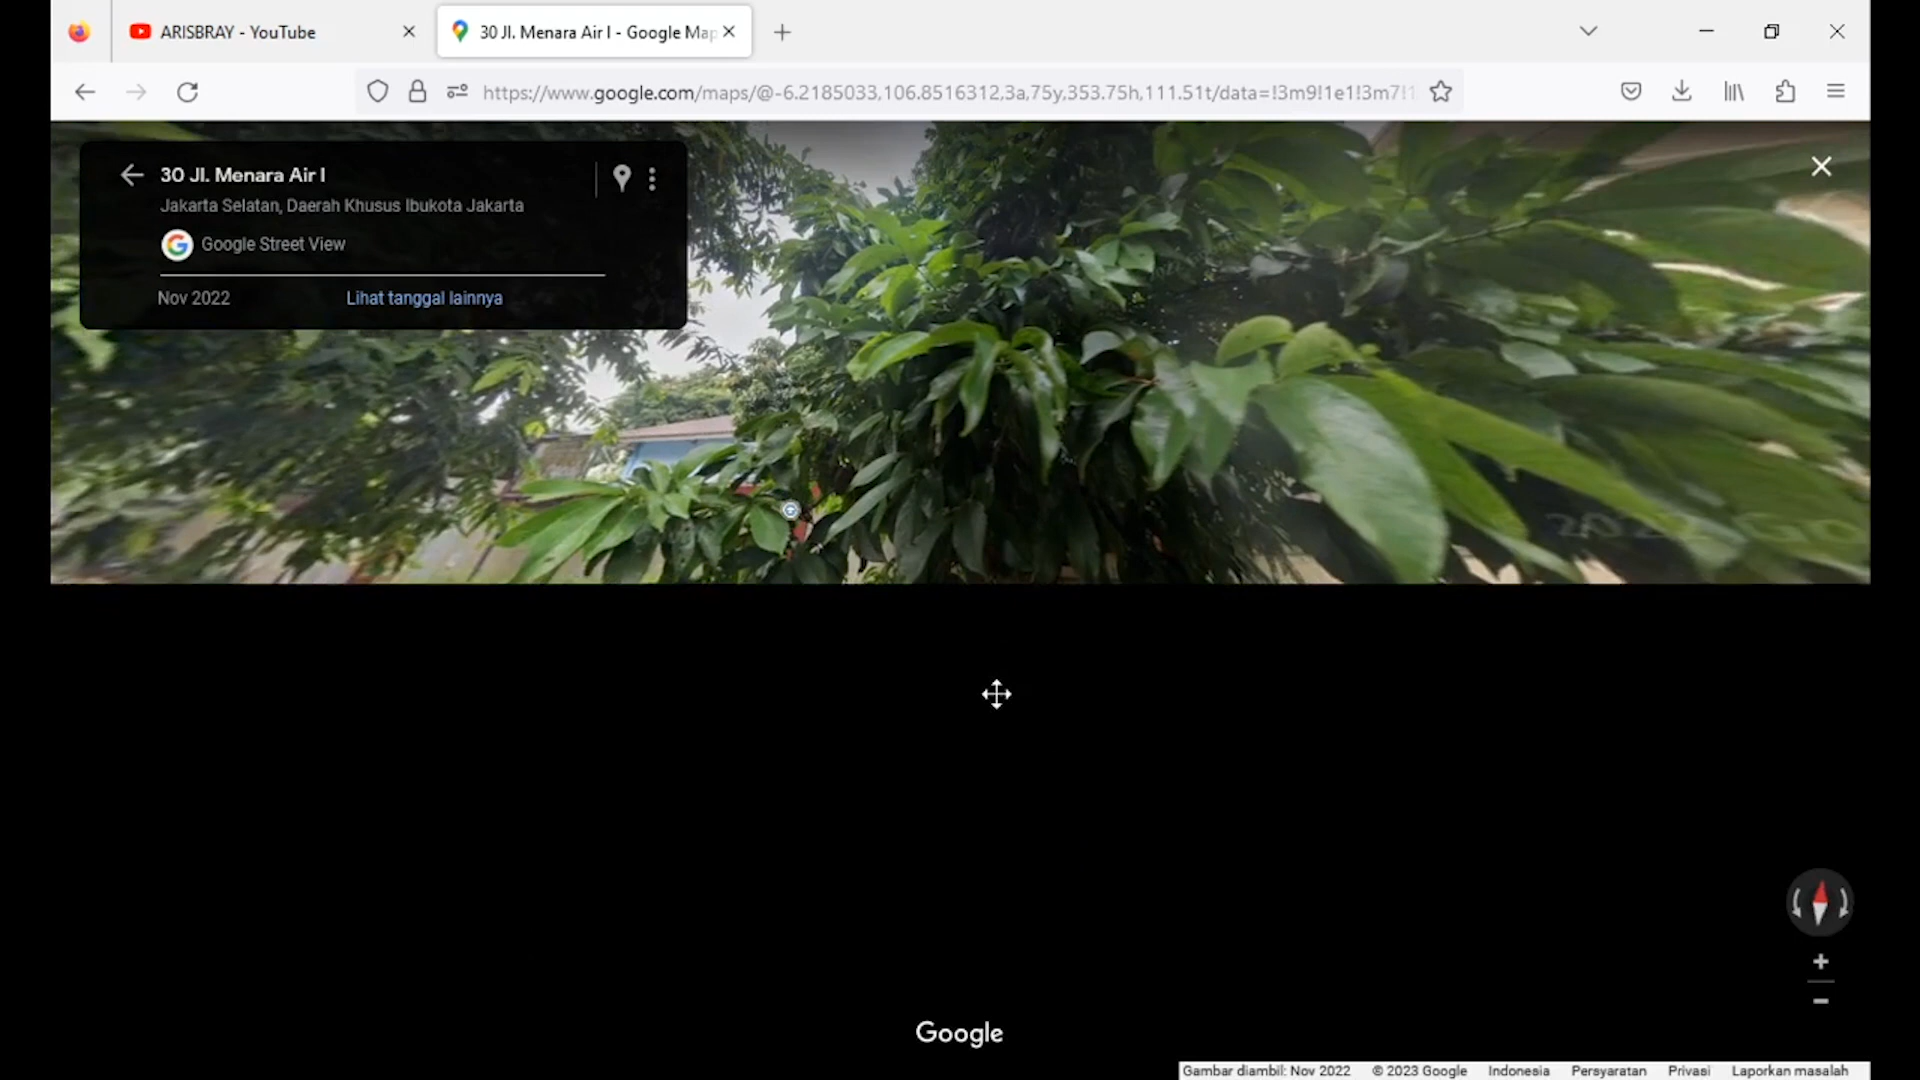 ARISBRAY - YouTube
30 Jl. Menara Air I - Google Map
https://www.google.com/maps/@-6.2185033,106.8516312,3a,75y,353.75h,111.51t/data=!3m9!1e1!3m7!1
30 Jl. Menara Air I
Jakarta Selatan, Daerah Khusus Ibukota Jakarta
Google Street View
Nov 2022
Lihat tanggal lainnya
Google
Gambar diambil: Nov 2022 © 2023 Google Indonesia Persyaratan Privasi Laporkan masalah